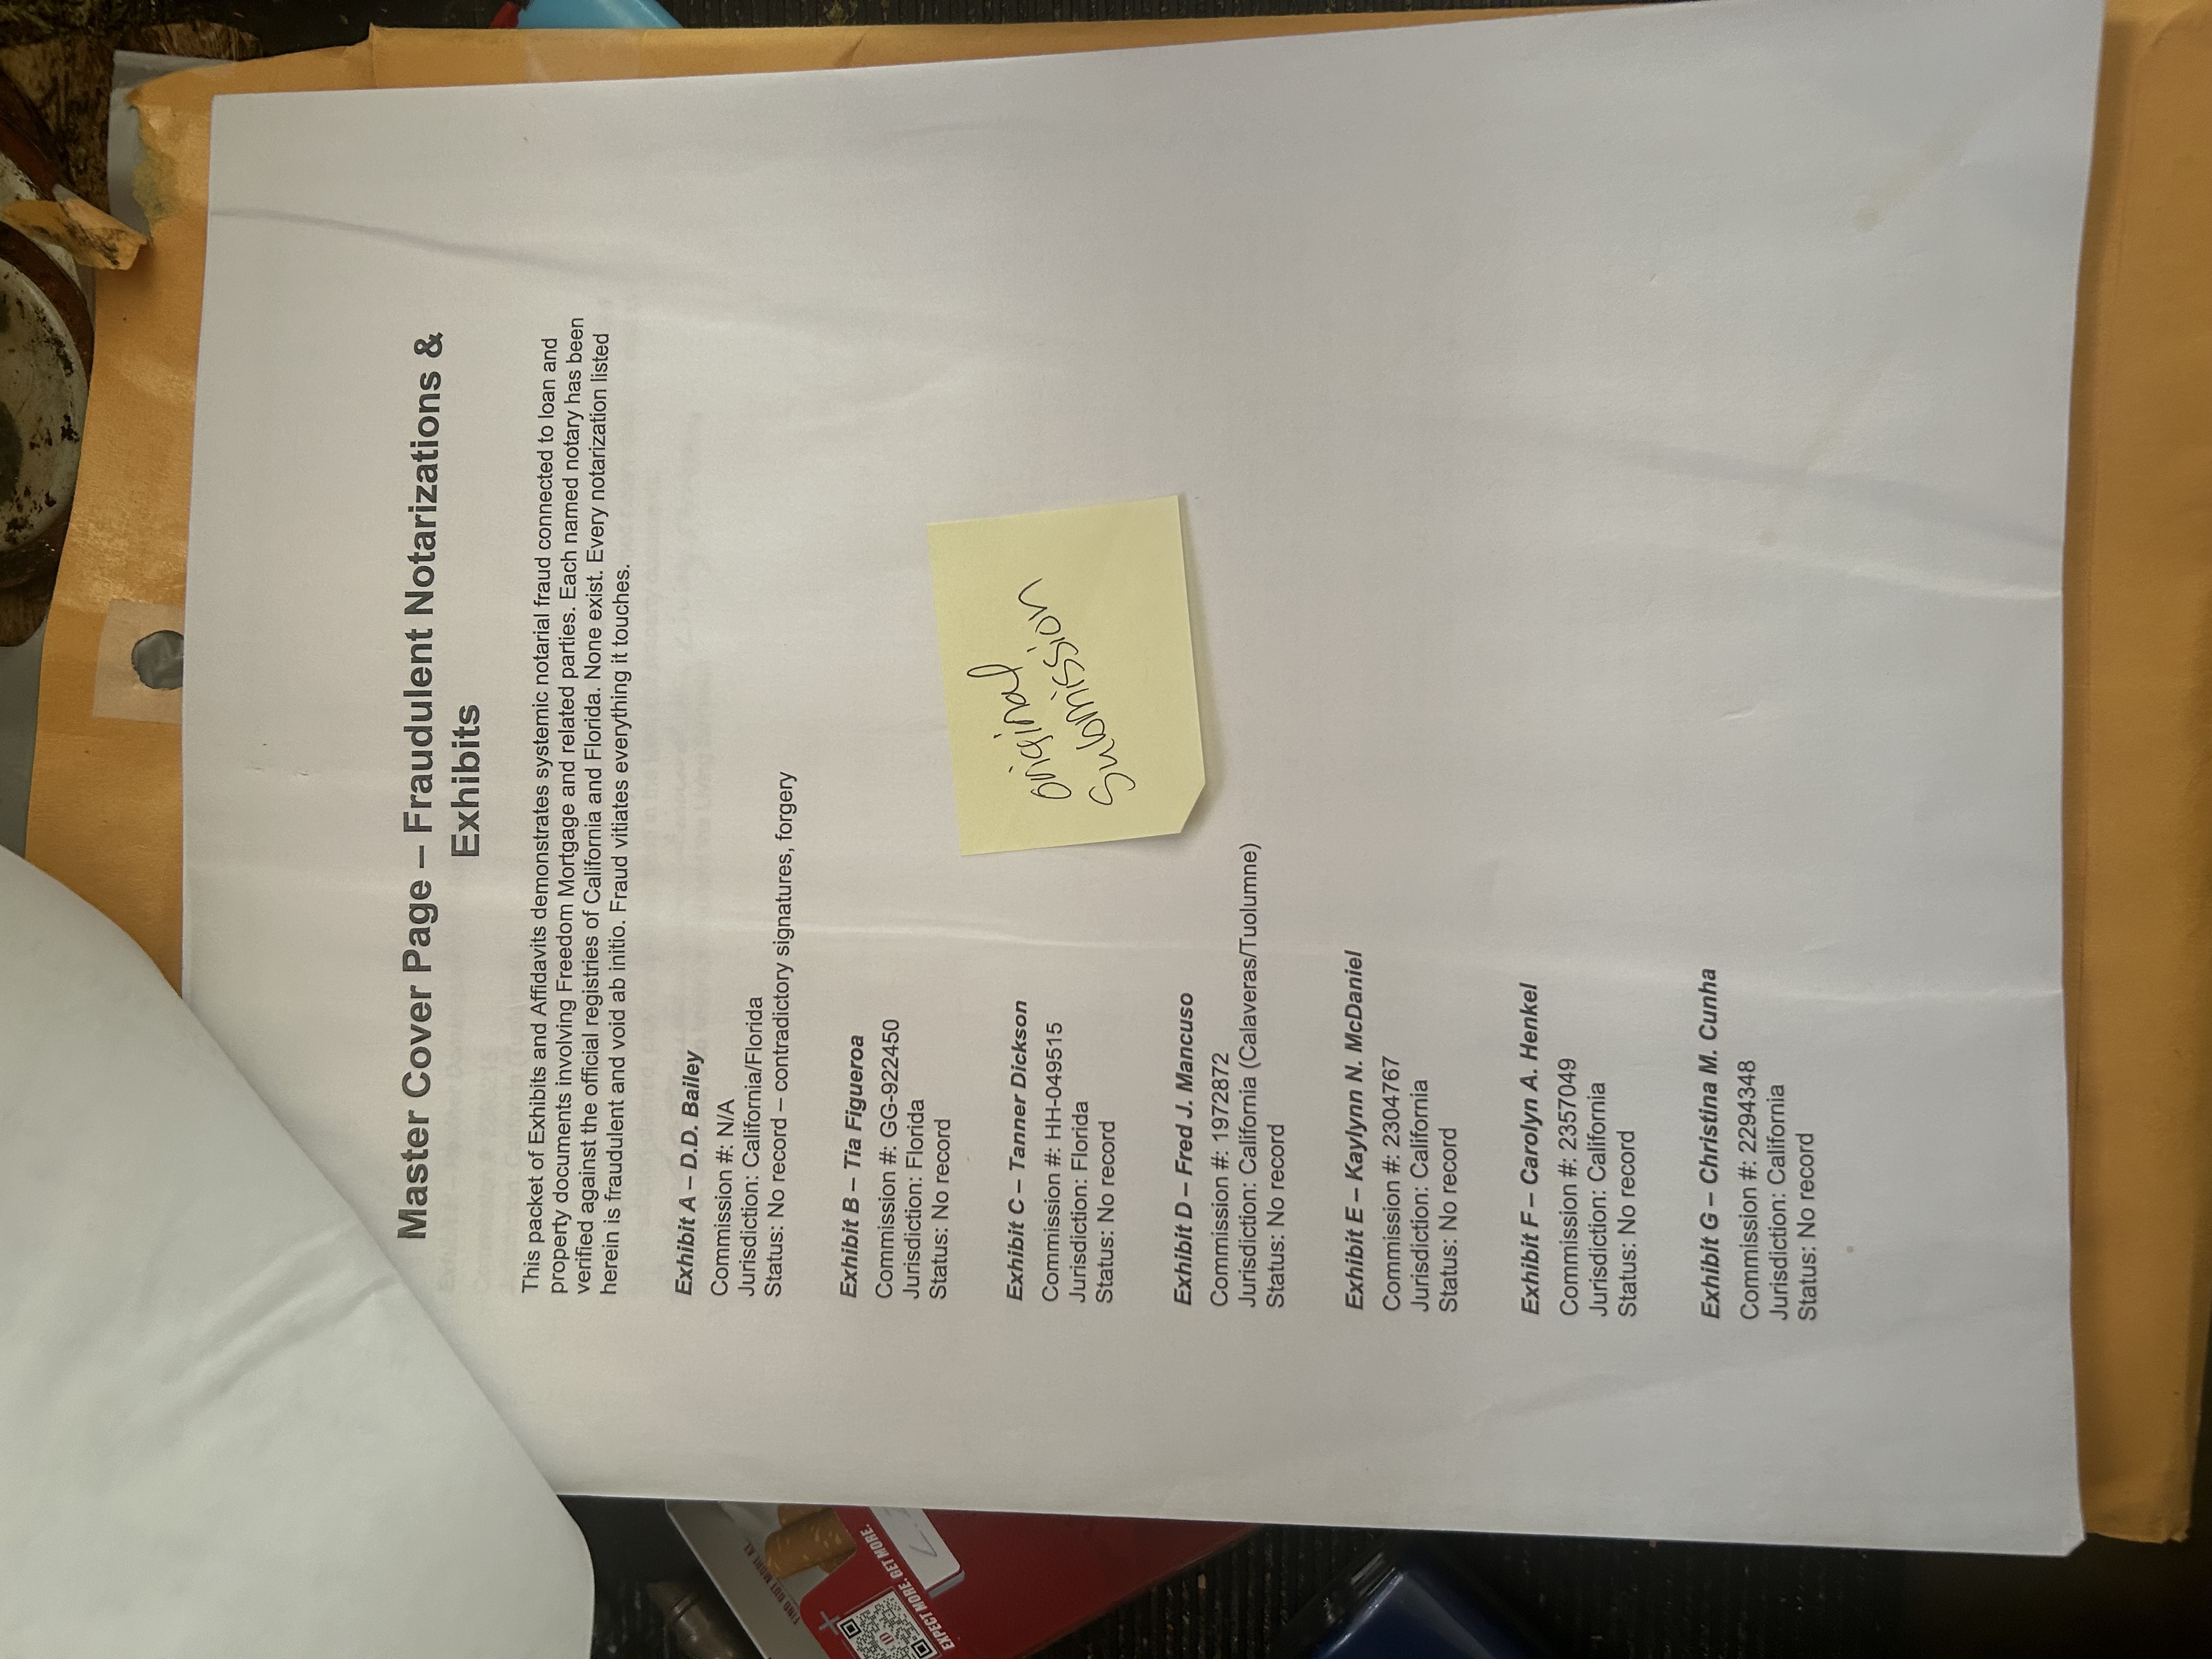 Master Cover Page – Fraudulent Notarizations &
Exhibits
This packet of Exhibits and Affidavits demonstrates systemic notarial fraud connected to loan and
property documents involving Freedom Mortgage and related parties. Each named notary has been
verified against the official registries of California and Florida. None exist. Every notarization listed
herein is fraudulent and void ab initio. Fraud vitiates everything it touches.
Exhibit A – D.D. Bailey
Commission #: N/A
Jurisdiction: California/Florida
Status: No record – contradictory signatures, forgery
Exhibit B – Tia Figueroa
Commission #: GG-922450
Jurisdiction: Florida
Status: No record
Exhibit C – Tanner Dickson
Commission #: HH-049515
Jurisdiction: Florida
Status: No record
original
Submission
Exhibit D – Fred J. Mancuso
Commission #: 1972872
Jurisdiction: California (Calaveras/Tuolumne)
Status: No record
Exhibit E – Kaylynn N. McDaniel
Commission #: 2304767
Jurisdiction: California
Status: No record
Exhibit F – Carolyn A. Henkel
Commission #: 2357049
Jurisdiction: California
Status: No record
Exhibit G – Christina M. Cunha
Commission #: 2294348
Jurisdiction: California
Status: No record
FIND OUT MORE AT
EXPECT MORE. GET MORE.